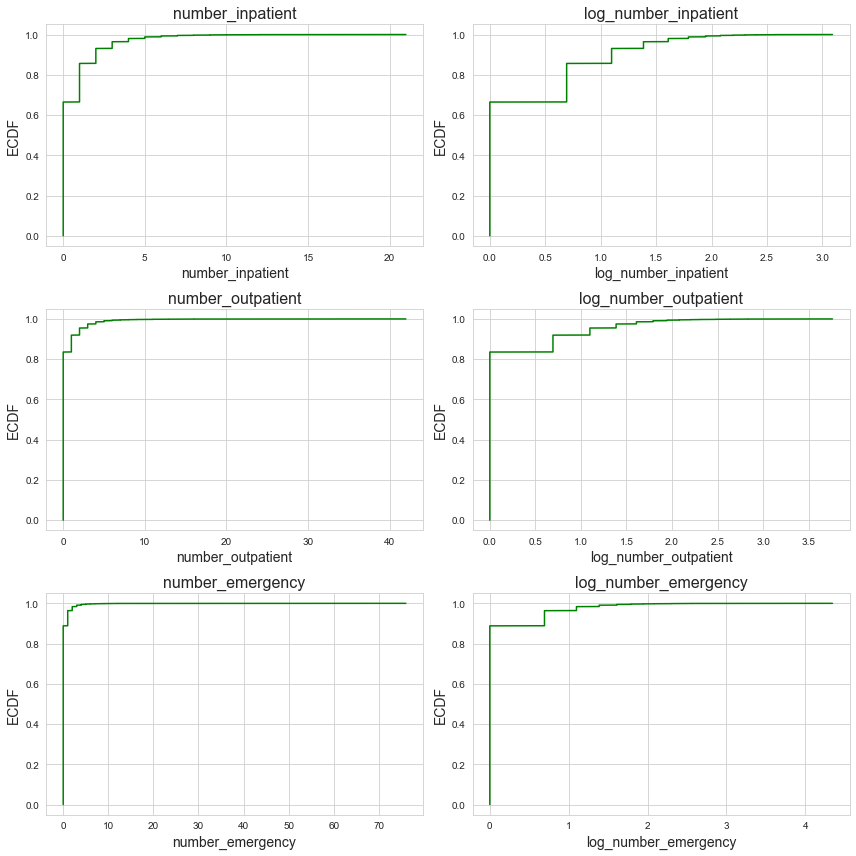 number_inpatient
ECDF
1.0
0.8
0.6
0.4
0.2
0.0
0 5 10 15 20
number_inpatient
log_number_inpatient
ECDF
1.0
0.8
0.6
0.4
0.2
0.0
0.0 0.5 1.0 1.5 2.0 2.5 3.0
log_number_inpatient
number_outpatient
ECDF
1.0
0.8
0.6
0.4
0.2
0.0
0 10 20 30 40
number_outpatient
log_number_outpatient
ECDF
1.0
0.8
0.6
0.4
0.2
0.0
0.0 0.5 1.0 1.5 2.0 2.5 3.0 3.5
log_number_outpatient
number_emergency
ECDF
1.0
0.8
0.6
0.4
0.2
0.0
0 10 20 30 40 50 60 70
number_emergency
log_number_emergency
ECDF
1.0
0.8
0.6
0.4
0.2
0.0
0 1 2 3 4
log_number_emergency